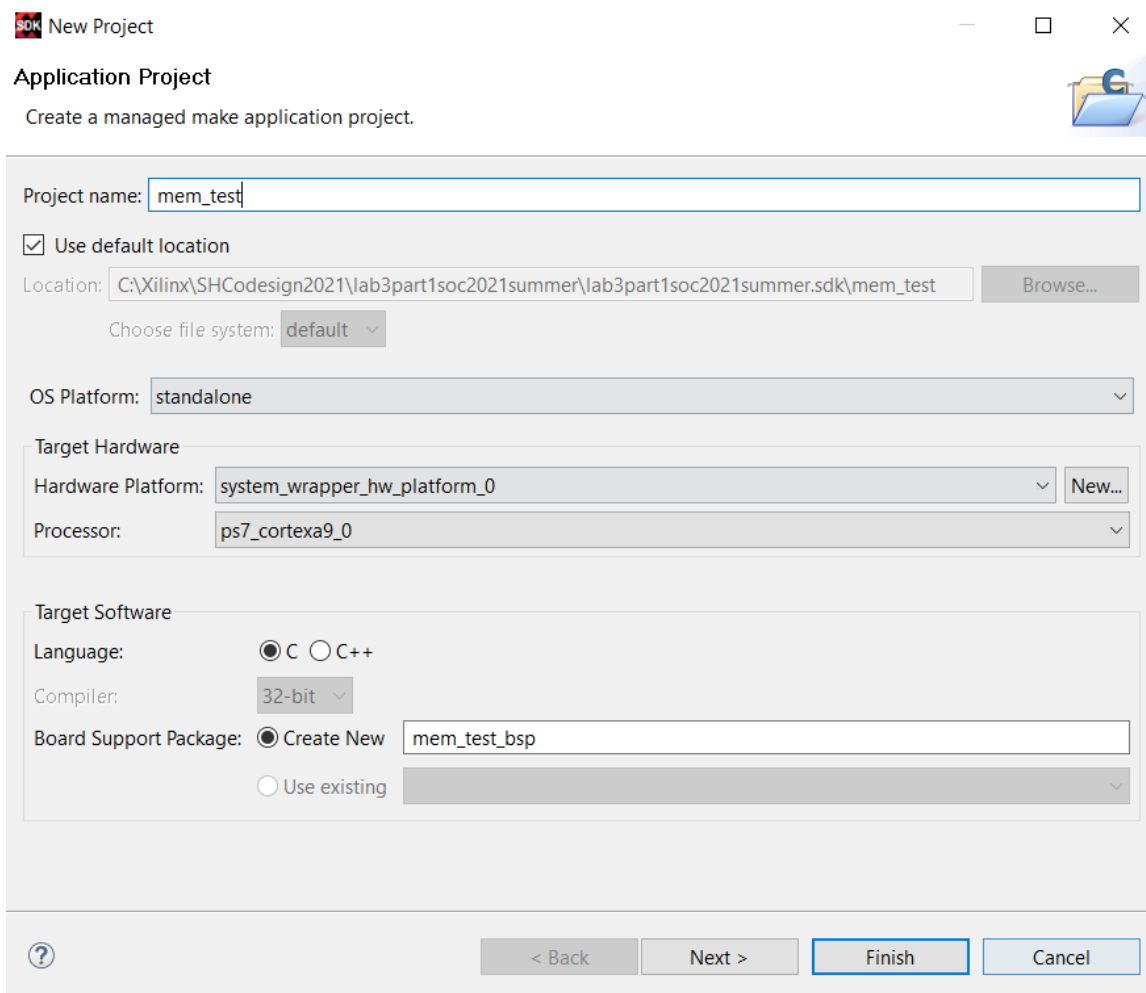 SDK New Project
Application Project
C
Create a managed make application project.
Project name: mem_test
Use default location
Location: C:\Xilinx\SHCodesign2021\lab3part1soc2021summer\lab3part1soc2021summer.sdk\mem_test Browse...
Choose file system: default
OS Platform: standalone
Target Hardware
Hardware Platform: system_wrapper_hw_platform_0 New...
Processor: ps7_cortexa9_0
Target Software
Language: C C++
Compiler: 32-bit
Board Support Package: Create New mem_test_bsp
Use existing
? < Back Next > Finish Cancel